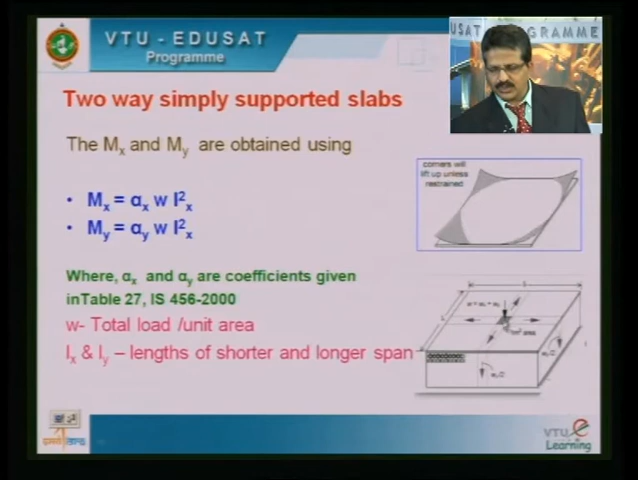 VTU - EDUSAT
Programme
USAT PROGRAMME
Two way simply supported slabs
The Mx and My are obtained using
• Mx = αx w l²x
• My = αy w l²x
corners will
lift up unless
restrained
Where, αx and αy are coefficients given
inTable 27, IS 456-2000
w- Total load /unit area
lx & ly – lengths of shorter and longer span
area
VTU e
Learning